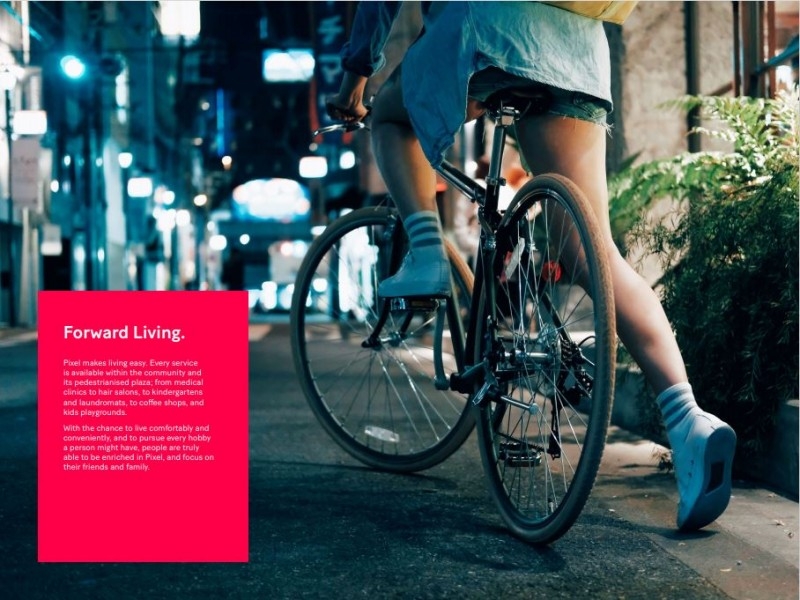 Forward Living.
Pixel makes living easy. Every service
is available within the community and
its pedestrianised plaza; from medical
clinics to hair salons, to kindergartens
and laundromats, to coffee shops, and
kids playgrounds.
With the chance to live comfortably and
conveniently, and to pursue every hobby
a person might have, people are truly
able to be enriched in Pixel, and focus on
their friends and family.